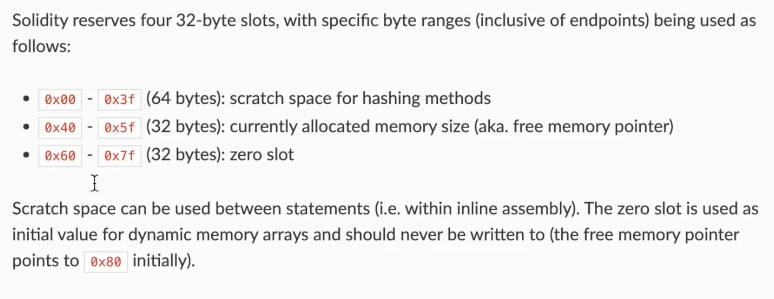 Solidity reserves four 32-byte slots, with specific byte ranges (inclusive of endpoints) being used as
follows:
• 0x00 - 0x3f (64 bytes): scratch space for hashing methods
• 0x40 - 0x5f (32 bytes): currently allocated memory size (aka. free memory pointer)
• 0x60 - 0x7f (32 bytes): zero slot
Scratch space can be used between statements (i.e. within inline assembly). The zero slot is used as
initial value for dynamic memory arrays and should never be written to (the free memory pointer
points to 0x80 initially).